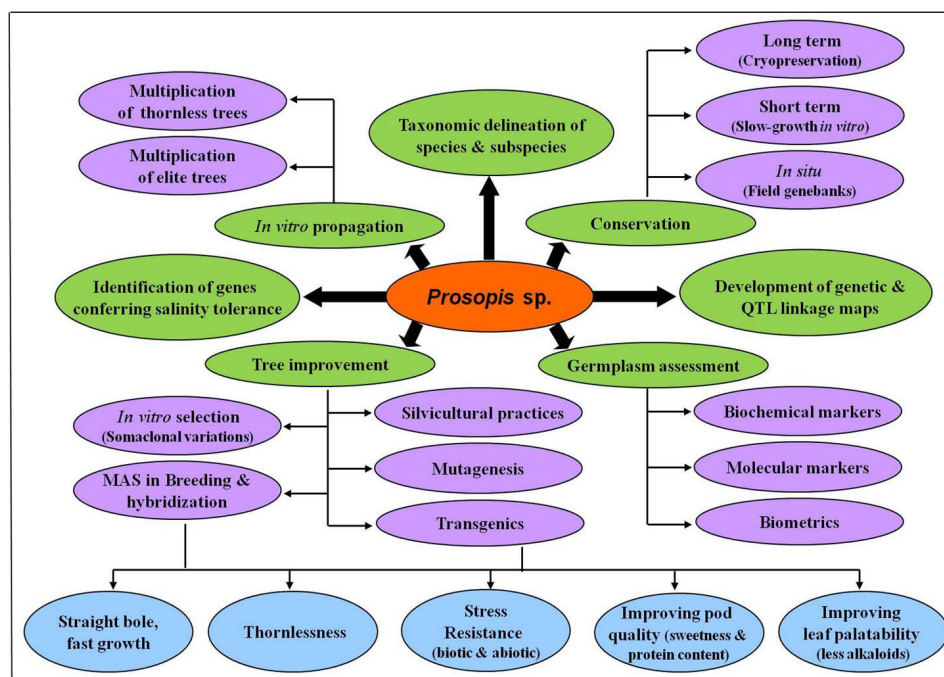 Long term
(Cryopreservation)
Multiplication
of thornless trees
Taxonomic delineation of
species & subspecies
Short term
(Slow-growth in vitro)
Multiplication
of elite trees
In situ
(Field genebanks)
In vitro propagation
Conservation
Identification of genes
conferring salinity tolerance
Prosopis sp.
Development of genetic &
QTL linkage maps
Tree improvement
Germplasm assessment
In vitro selection
(Somaclonal variations)
Silvicultural practices
Biochemical markers
MAS in Breeding &
hybridization
Mutagenesis
Molecular markers
Transgenics
Biometrics
Straight bole,
fast growth
Thornlessness
Stress
Resistance
(biotic & abiotic)
Improving pod
quality (sweetness &
protein content)
Improving
leaf palatability
(less alkaloids)